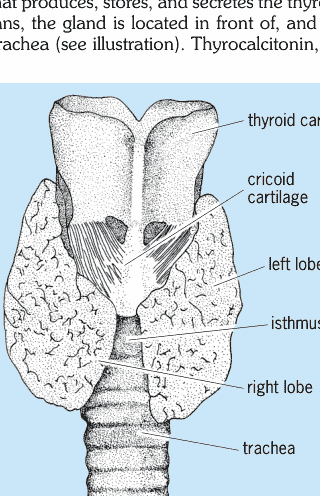 hat produces, stores, and secretes the thyro
ans, the gland is located in front of, and
rachea (see illustration). Thyrocalcitonin,
thyroid car
cricoid
cartilage
left lobe
isthmus
right lobe
trachea